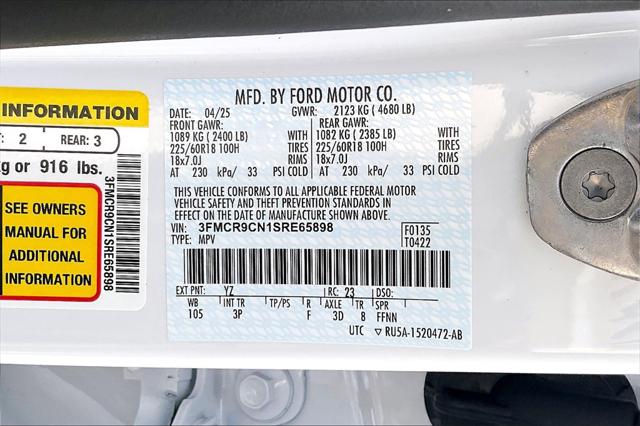 INFORMATION
: 2 REAR: 3
kg or 916 lbs.
SEE OWNERS
MANUAL FOR
ADDITIONAL
INFORMATION
3FMCR9CN1SRE65898
MFD. BY FORD MOTOR CO.
DATE: 04/25 GVWR: 2123 KG ( 4680 LB)
FRONT GAWR: REAR GAWR:
1089 KG ( 2400 LB) WITH 1082 KG ( 2385 LB) WITH
225/60R18 100H TIRES 225/60R18 100H TIRES
18x7.0J RIMS 18x7.0J RIMS
AT 230 kPa/ 33 PSI COLD AT 230 kPa/ 33 PSI COLD
THIS VEHICLE CONFORMS TO ALL APPLICABLE FEDERAL MOTOR
VEHICLE SAFETY AND THEFT PREVENTION STANDARDS IN
EFFECT ON THE DATE OF MANUFACTURE SHOWN ABOVE.
VIN: 3FMCR9CN1SRE65898 F0135
TYPE: MPV T0422
EXT PNT: YZ RC: 23 DSO:
WB INT TR TP/PS R AXLE TR SPR
105 3P F 3D 8 FFNN
UTC RU5A-1520472-AB